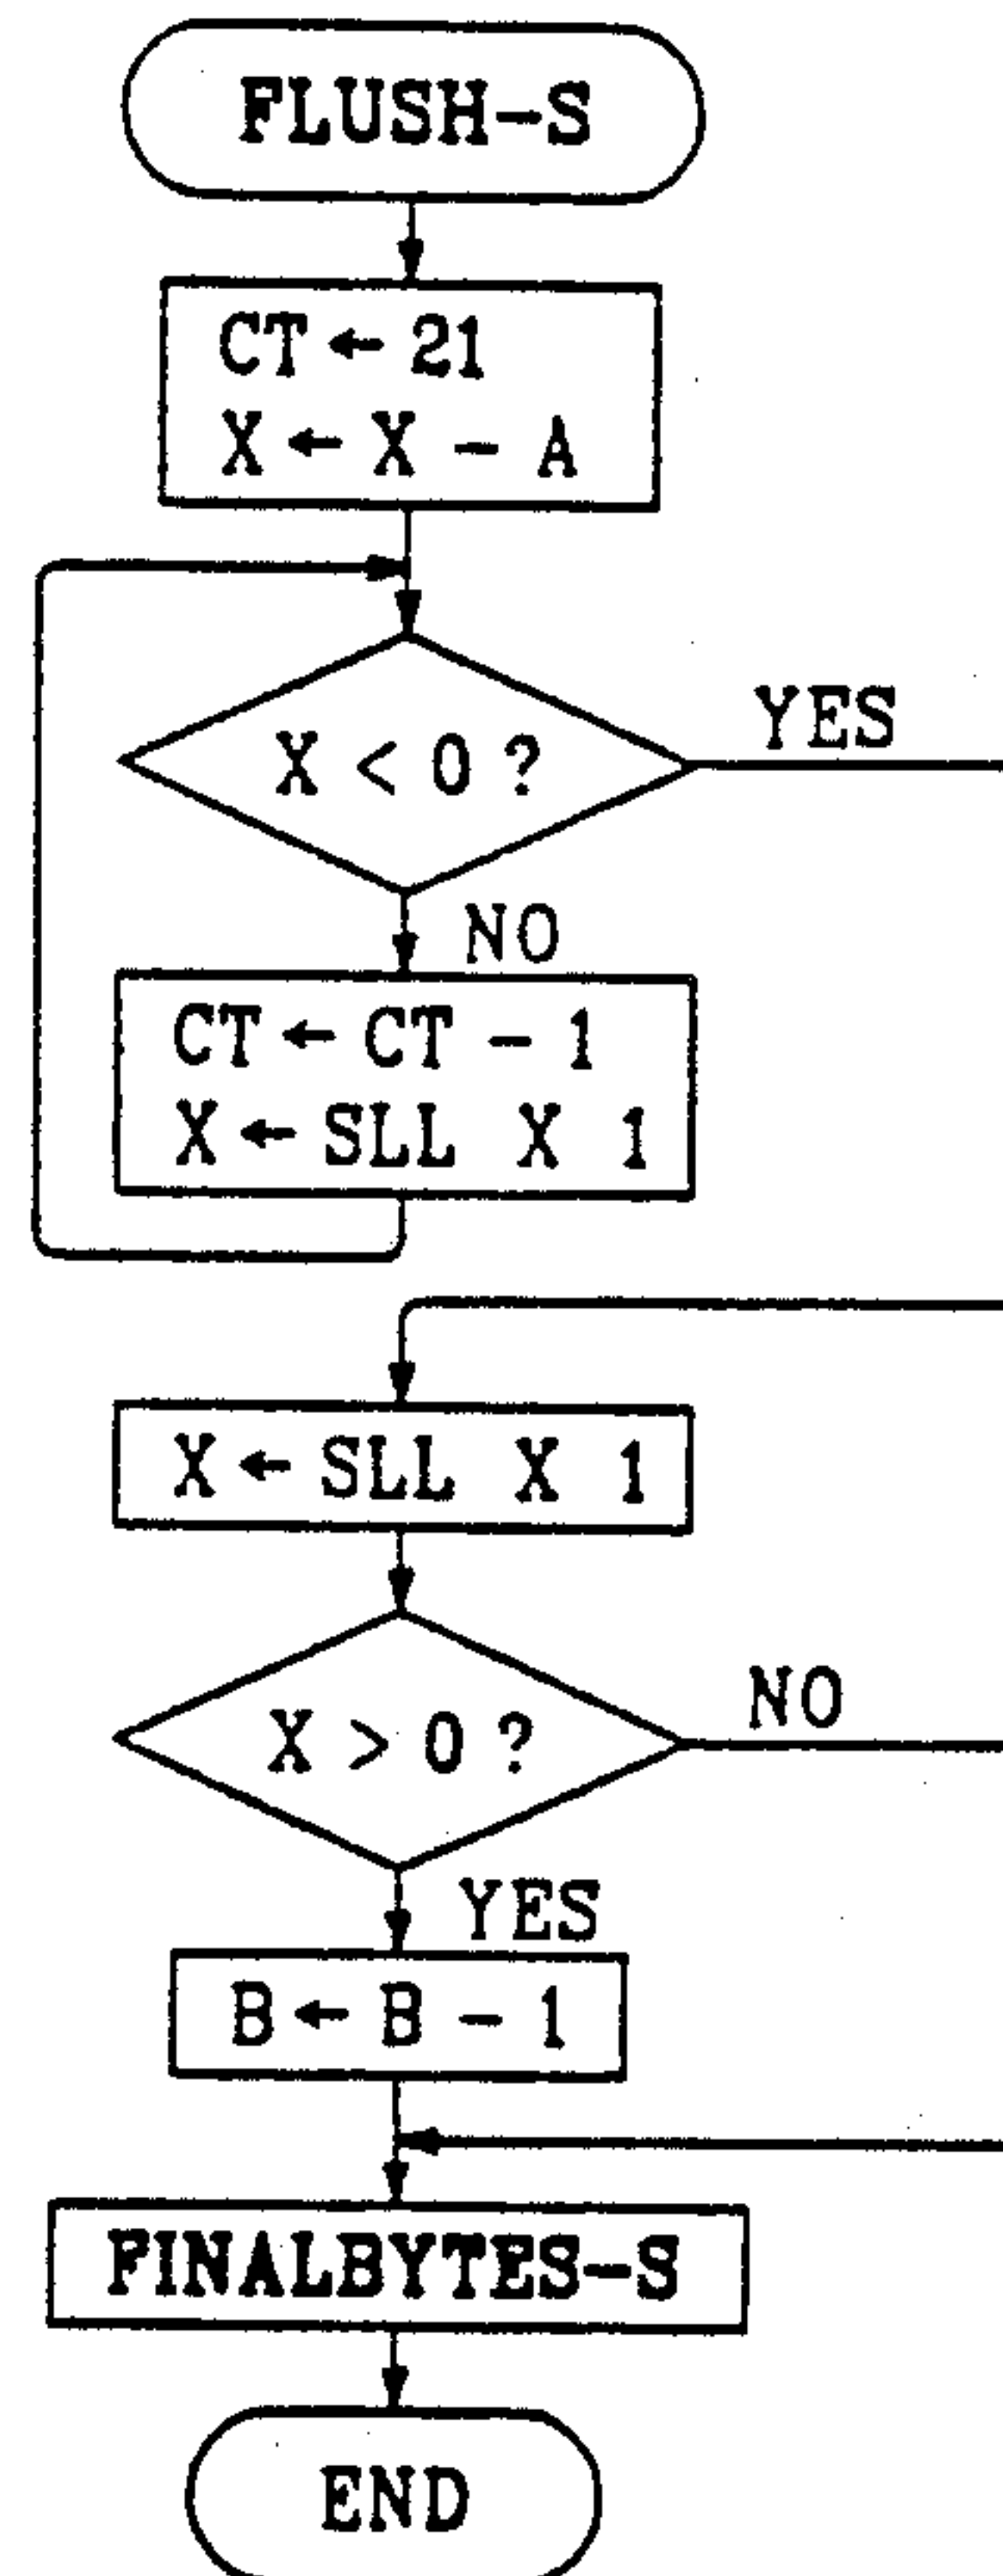 FLUSH-S
CT ← 21
X ← X - A
X < 0 ?
YES
NO
CT ← CT - 1
X ← SLL X 1
X ← SLL X 1
X > 0 ?
NO
YES
B ← B - 1
FINALBYTES-S
END